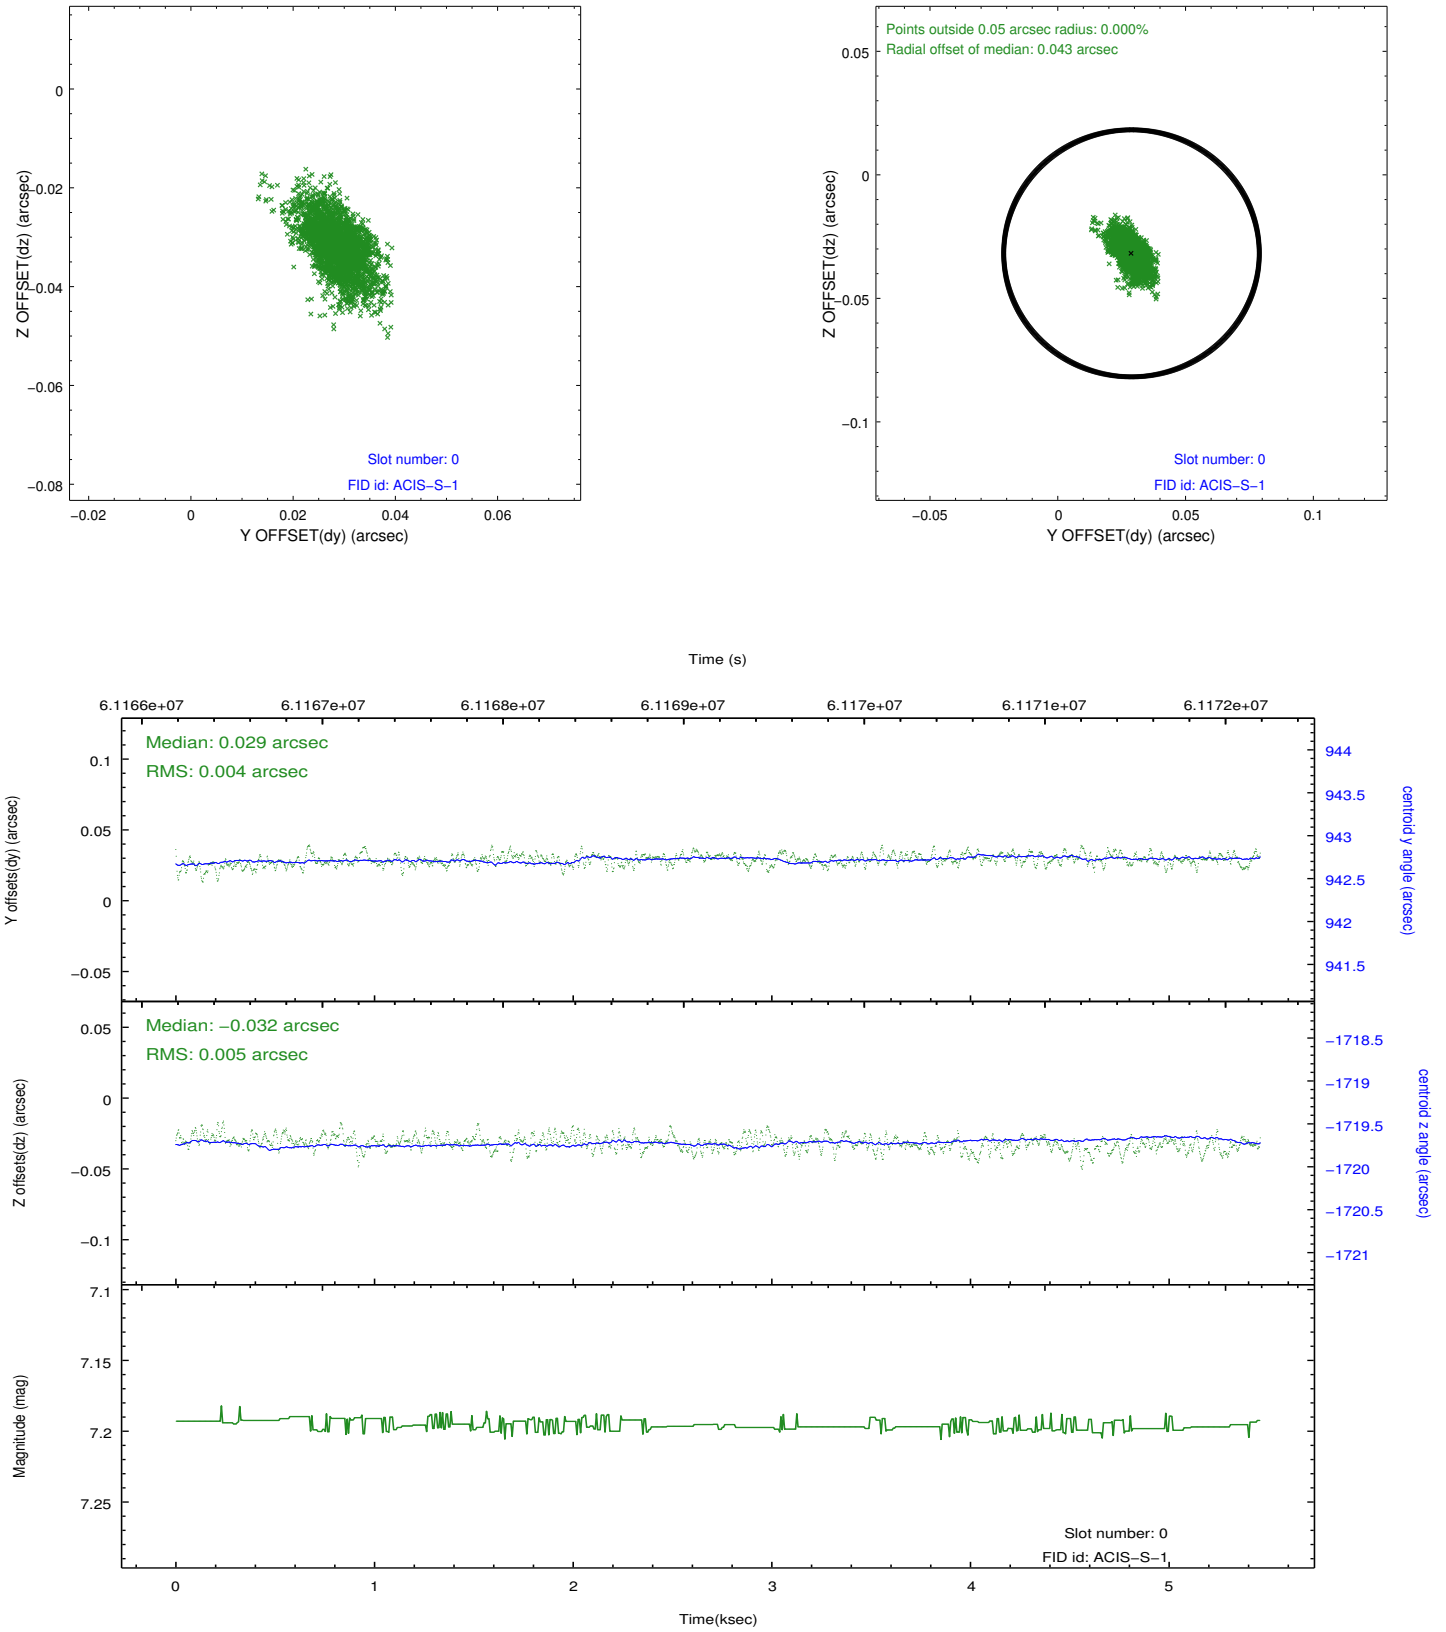 0
−0.02
−0.04
−0.06
−0.08
Z OFFSET(dz) (arcsec)
Slot number: 0
FID id: ACIS−S−1
−0.02 0 0.02 0.04 0.06
Y OFFSET(dy) (arcsec)
Points outside 0.05 arcsec radius: 0.000%
Radial offset of median: 0.043 arcsec
0.05
0
−0.05
−0.1
Z OFFSET(dz) (arcsec)
Slot number: 0
FID id: ACIS−S−1
−0.05 0 0.05 0.1
Y OFFSET(dy) (arcsec)
Time (s)
6.1166e+07 6.1167e+07 6.1168e+07 6.1169e+07 6.117e+07 6.1171e+07 6.1172e+07
Median: 0.029 arcsec
RMS: 0.004 arcsec
0.1
0.05
0
−0.05
Y offsets(dy) (arcsec)
944
943.5
943
942.5
942
941.5
centroid y angle (arcsec)
Median: −0.032 arcsec
RMS: 0.005 arcsec
0.05
0
−0.05
−0.1
Z offsets(dz) (arcsec)
−1718.5
−1719
−1719.5
−1720
−1720.5
−1721
centroid z angle (arcsec)
7.1
7.15
7.2
7.25
Magnitude (mag)
Slot number: 0
FID id: ACIS−S−1
0 1 2 3 4 5
Time(ksec)